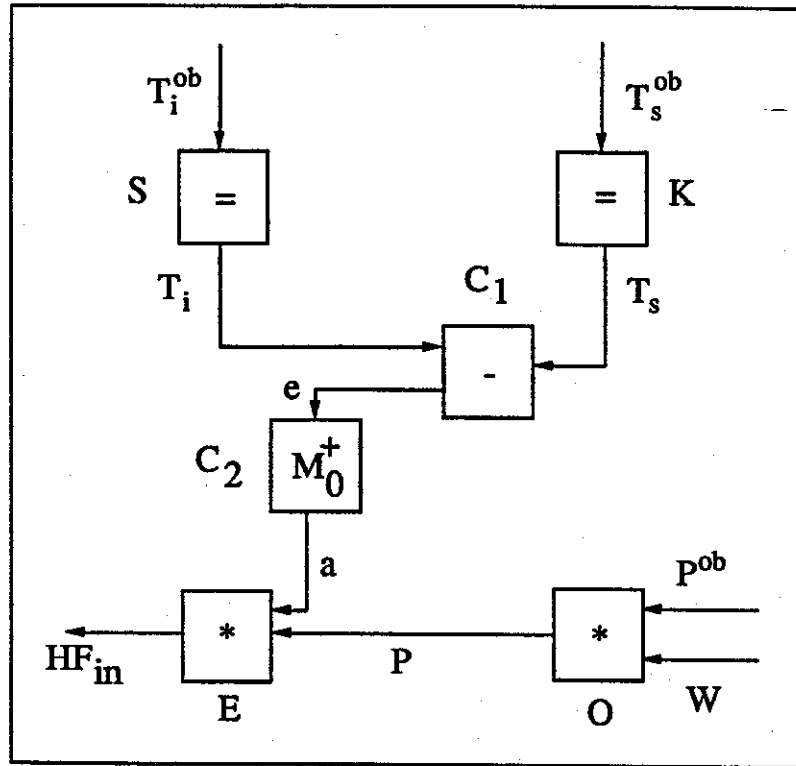 T_i^ob T_s^ob
S = = K
T_i C_1 T_s
-
e
C_2 M_0^+
a
P^ob
* *
HF_in P W
E O